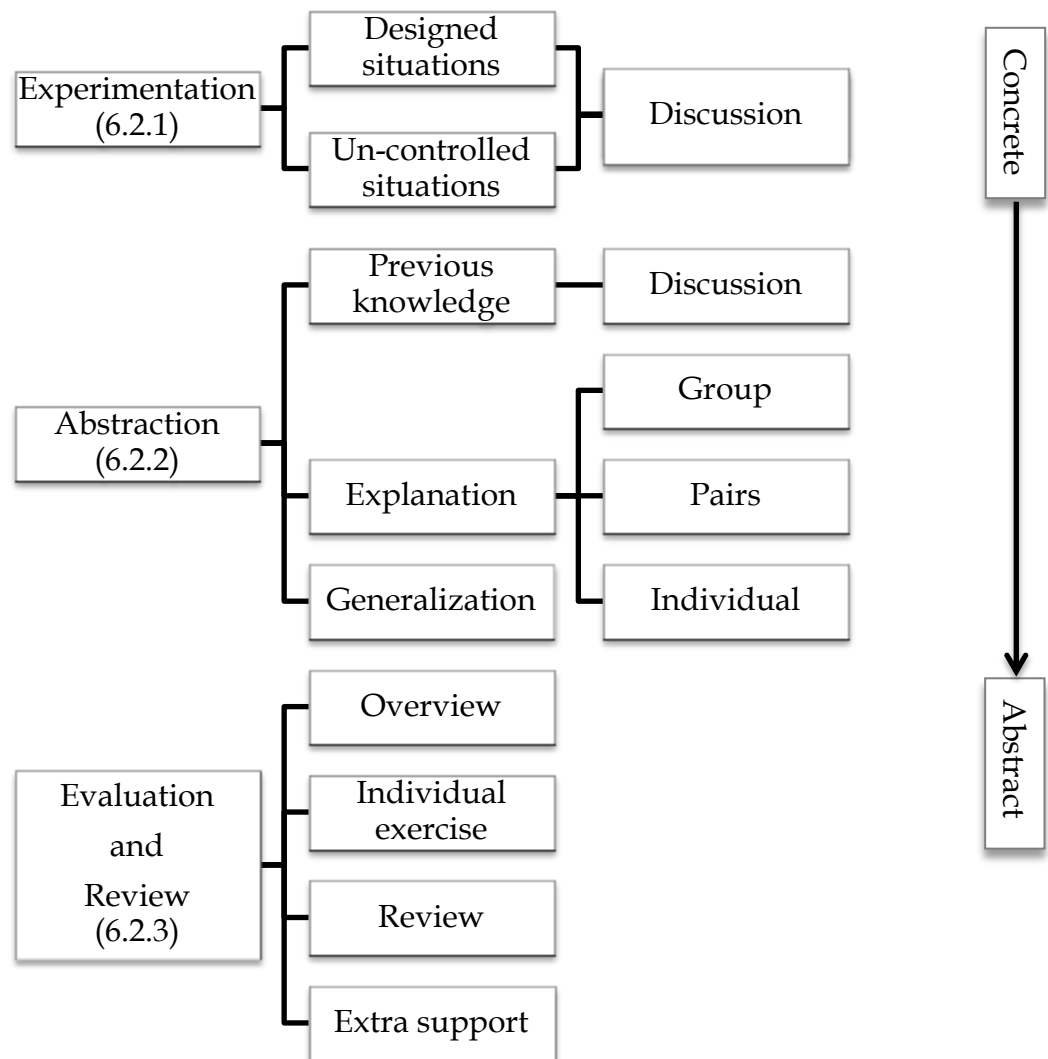 Experimentation
(6.2.1)
Designed
situations
Un-controlled
situations
Discussion
Abstraction
(6.2.2)
Previous
knowledge
Discussion
Explanation
Group
Pairs
Individual
Generalization
Evaluation
and
Review
(6.2.3)
Overview
Individual
exercise
Review
Extra support
Concrete
Abstract